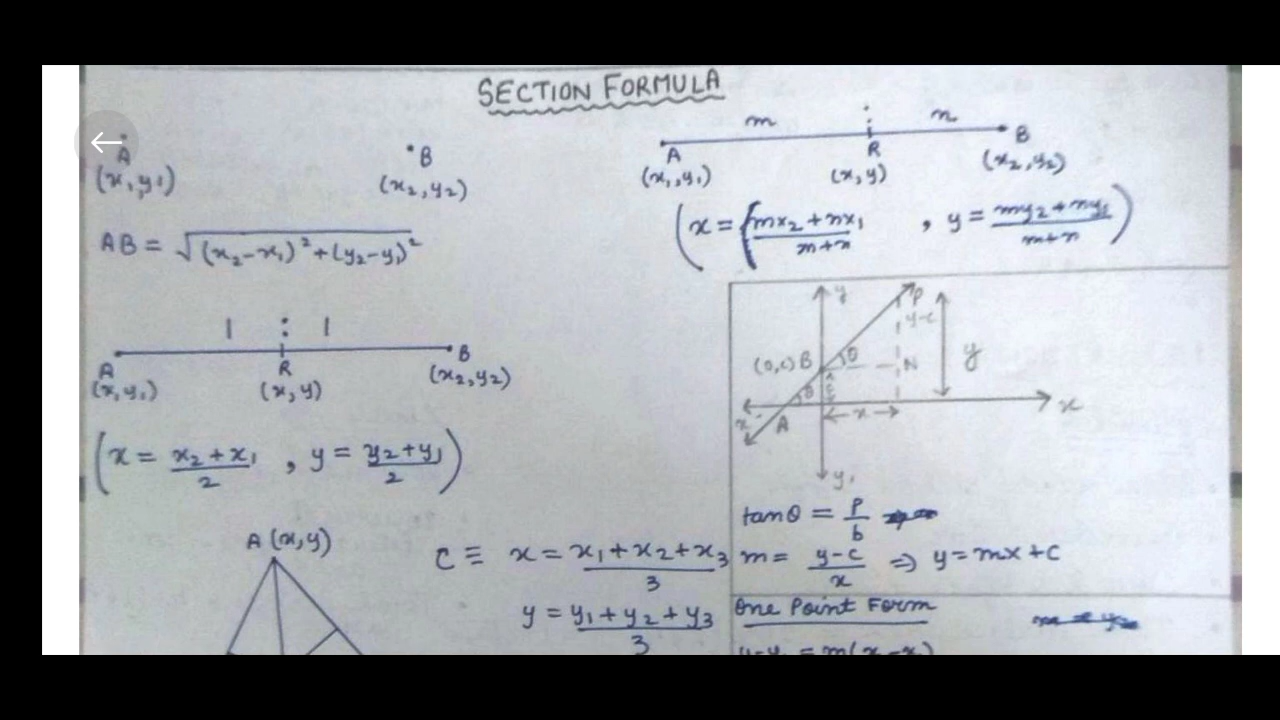 SECTION FORMULA
A
(x,y1)
B
(x2,y2)
AB = √(x2-x1)²+(y2-y1)²
m : n
A R B
(x1,y1) (x,y) (x2,y2)
(x = (mx2+nx1/m+n , y = my2+ny1/m+n)
1 : 1
A R B
(x,y1) (x,y) (x2,y2)
(x = x2+x1/2 , y = y2+y1/2)
A (x,y)
C ≡ x = x1+x2+x3/3
y = y1+y2+y3/3
y P
y-c
(0,c) B θ N y
θ c
x' A x x
y1
tanθ = P/b
m = y-c/x ⇒ y=mx+c
One Point Form
y-y1 = m(x-x1)